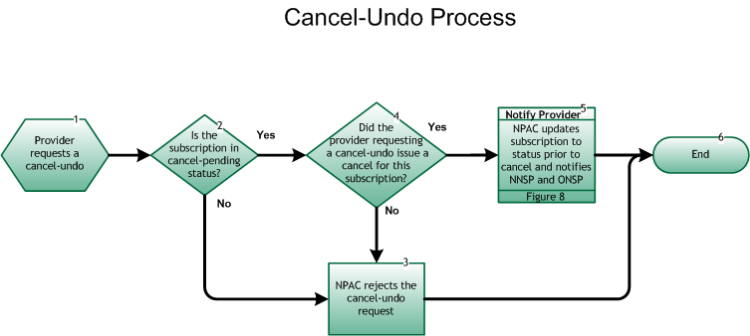 Cancel-Undo Process
1
Provider
requests a
cancel-undo
2
Is the
subscription in
cancel-pending
status?
Yes
No
4
Did the
provider requesting
a cancel-undo issue a
cancel for this
subscription?
Yes
No
5
Notify Provider
NPAC updates
subscription to
status prior to
cancel and notifies
NNSP and ONSP
Figure 8
6
End
3
NPAC rejects the
cancel-undo
request